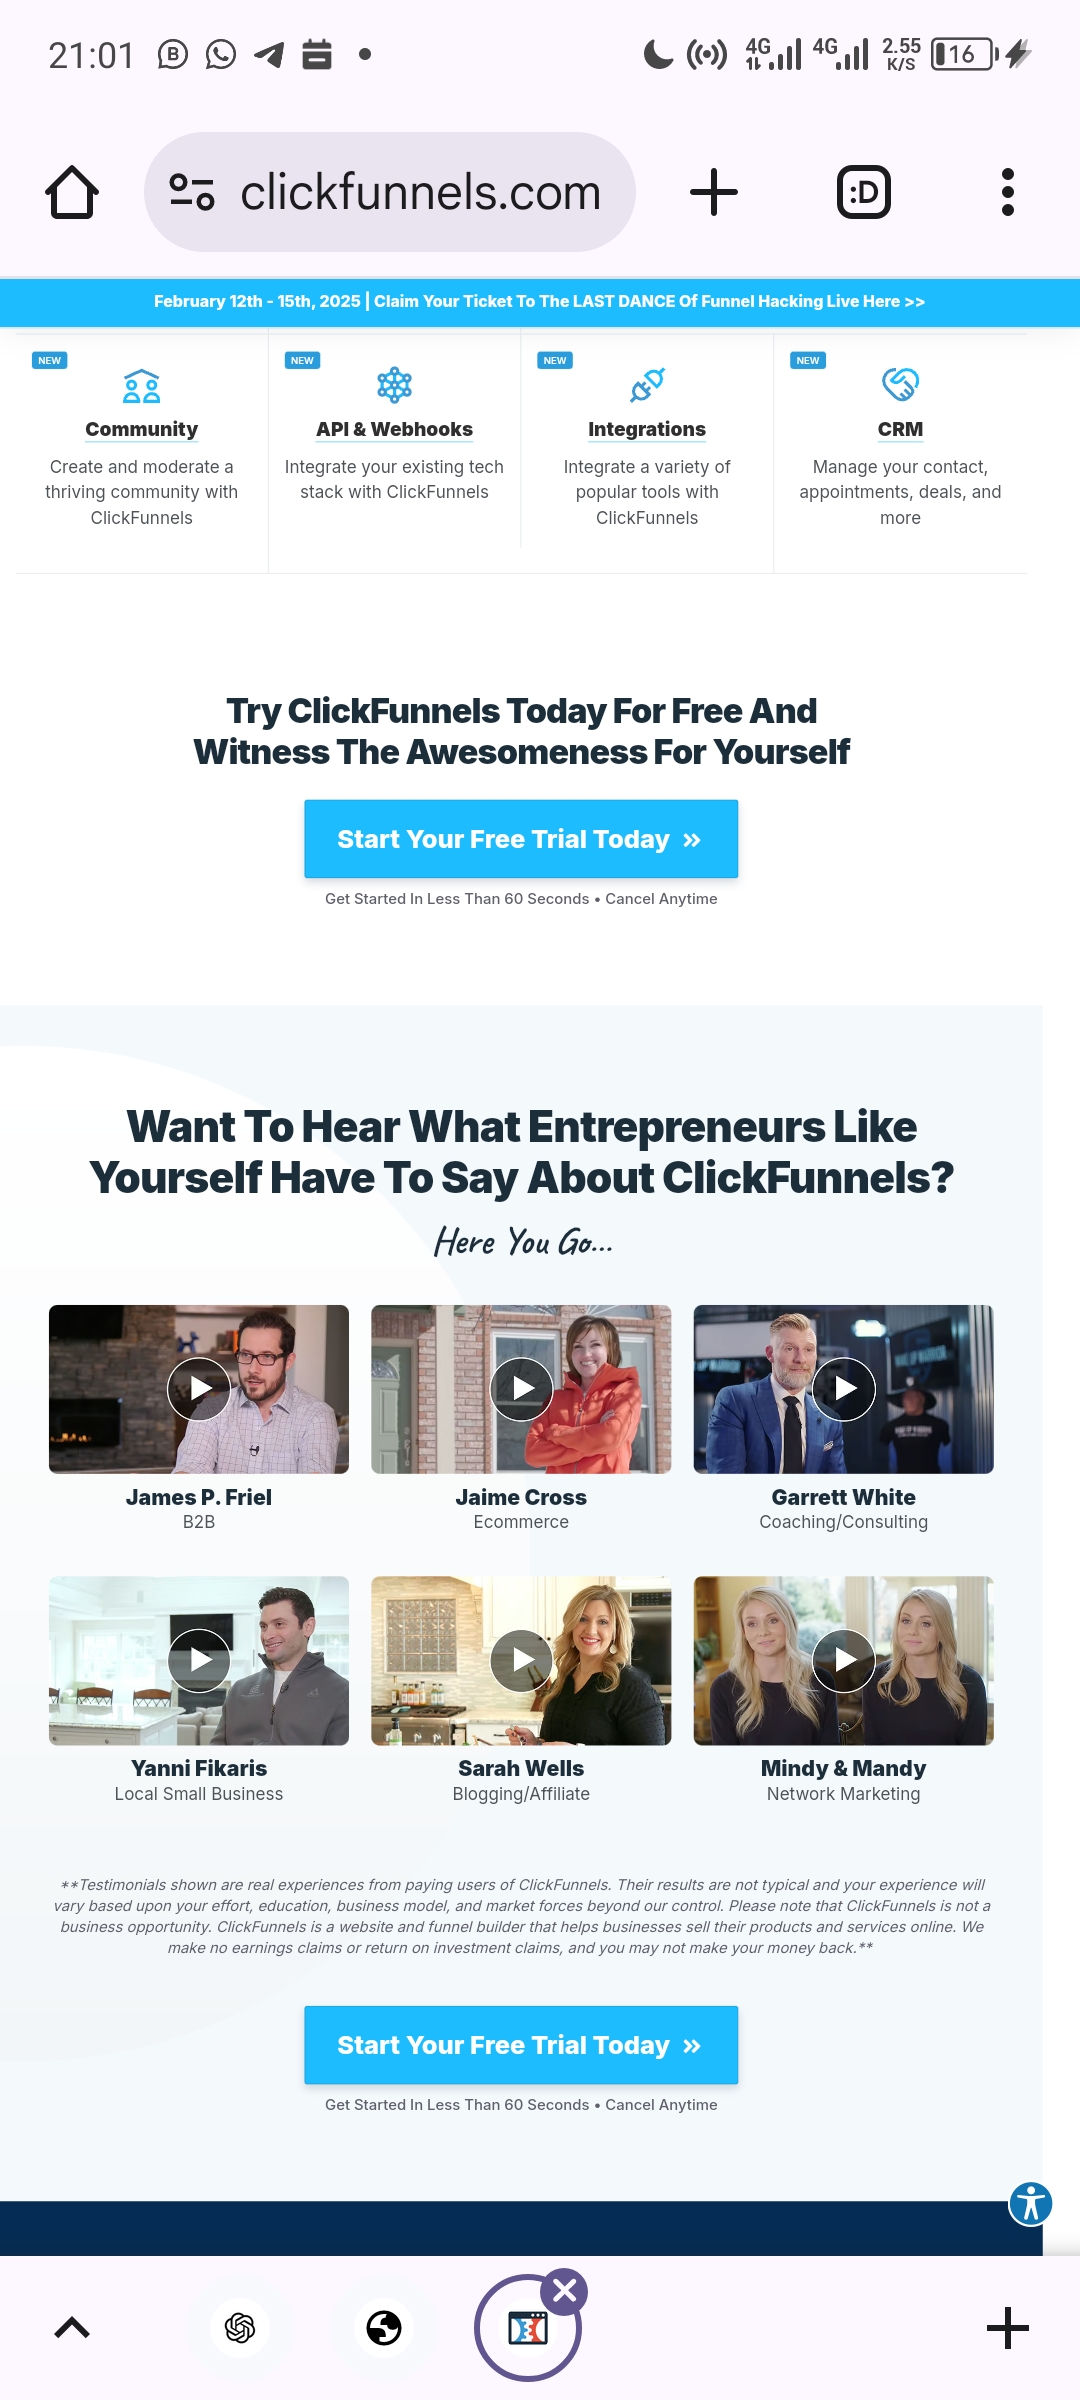 21:01
4G
4G
2.55
K/S
16
clickfunnels.com
:D
February 12th - 15th, 2025 | Claim Your Ticket To The LAST DANCE Of Funnel Hacking Live Here >>
NEW
NEW
NEW
NEW
Community
API & Webhooks
Integrations
CRM
Create and moderate a
thriving community with
ClickFunnels
Integrate your existing tech
stack with ClickFunnels
Integrate a variety of
popular tools with
ClickFunnels
Manage your contact,
appointments, deals, and
more
Try ClickFunnels Today For Free And
Witness The Awesomeness For Yourself
Start Your Free Trial Today »
Get Started In Less Than 60 Seconds • Cancel Anytime
Want To Hear What Entrepreneurs Like
Yourself Have To Say About ClickFunnels?
Here You Go...
James P. Friel
B2B
Jaime Cross
Ecommerce
Garrett White
Coaching/Consulting
Yanni Fikaris
Local Small Business
Sarah Wells
Blogging/Affiliate
Mindy & Mandy
Network Marketing
**Testimonials shown are real experiences from paying users of ClickFunnels. Their results are not typical and your experience will
vary based upon your effort, education, business model, and market forces beyond our control. Please note that ClickFunnels is not a
business opportunity. ClickFunnels is a website and funnel builder that helps businesses sell their products and services online. We
make no earnings claims or return on investment claims, and you may not make your money back.**
Start Your Free Trial Today »
Get Started In Less Than 60 Seconds • Cancel Anytime